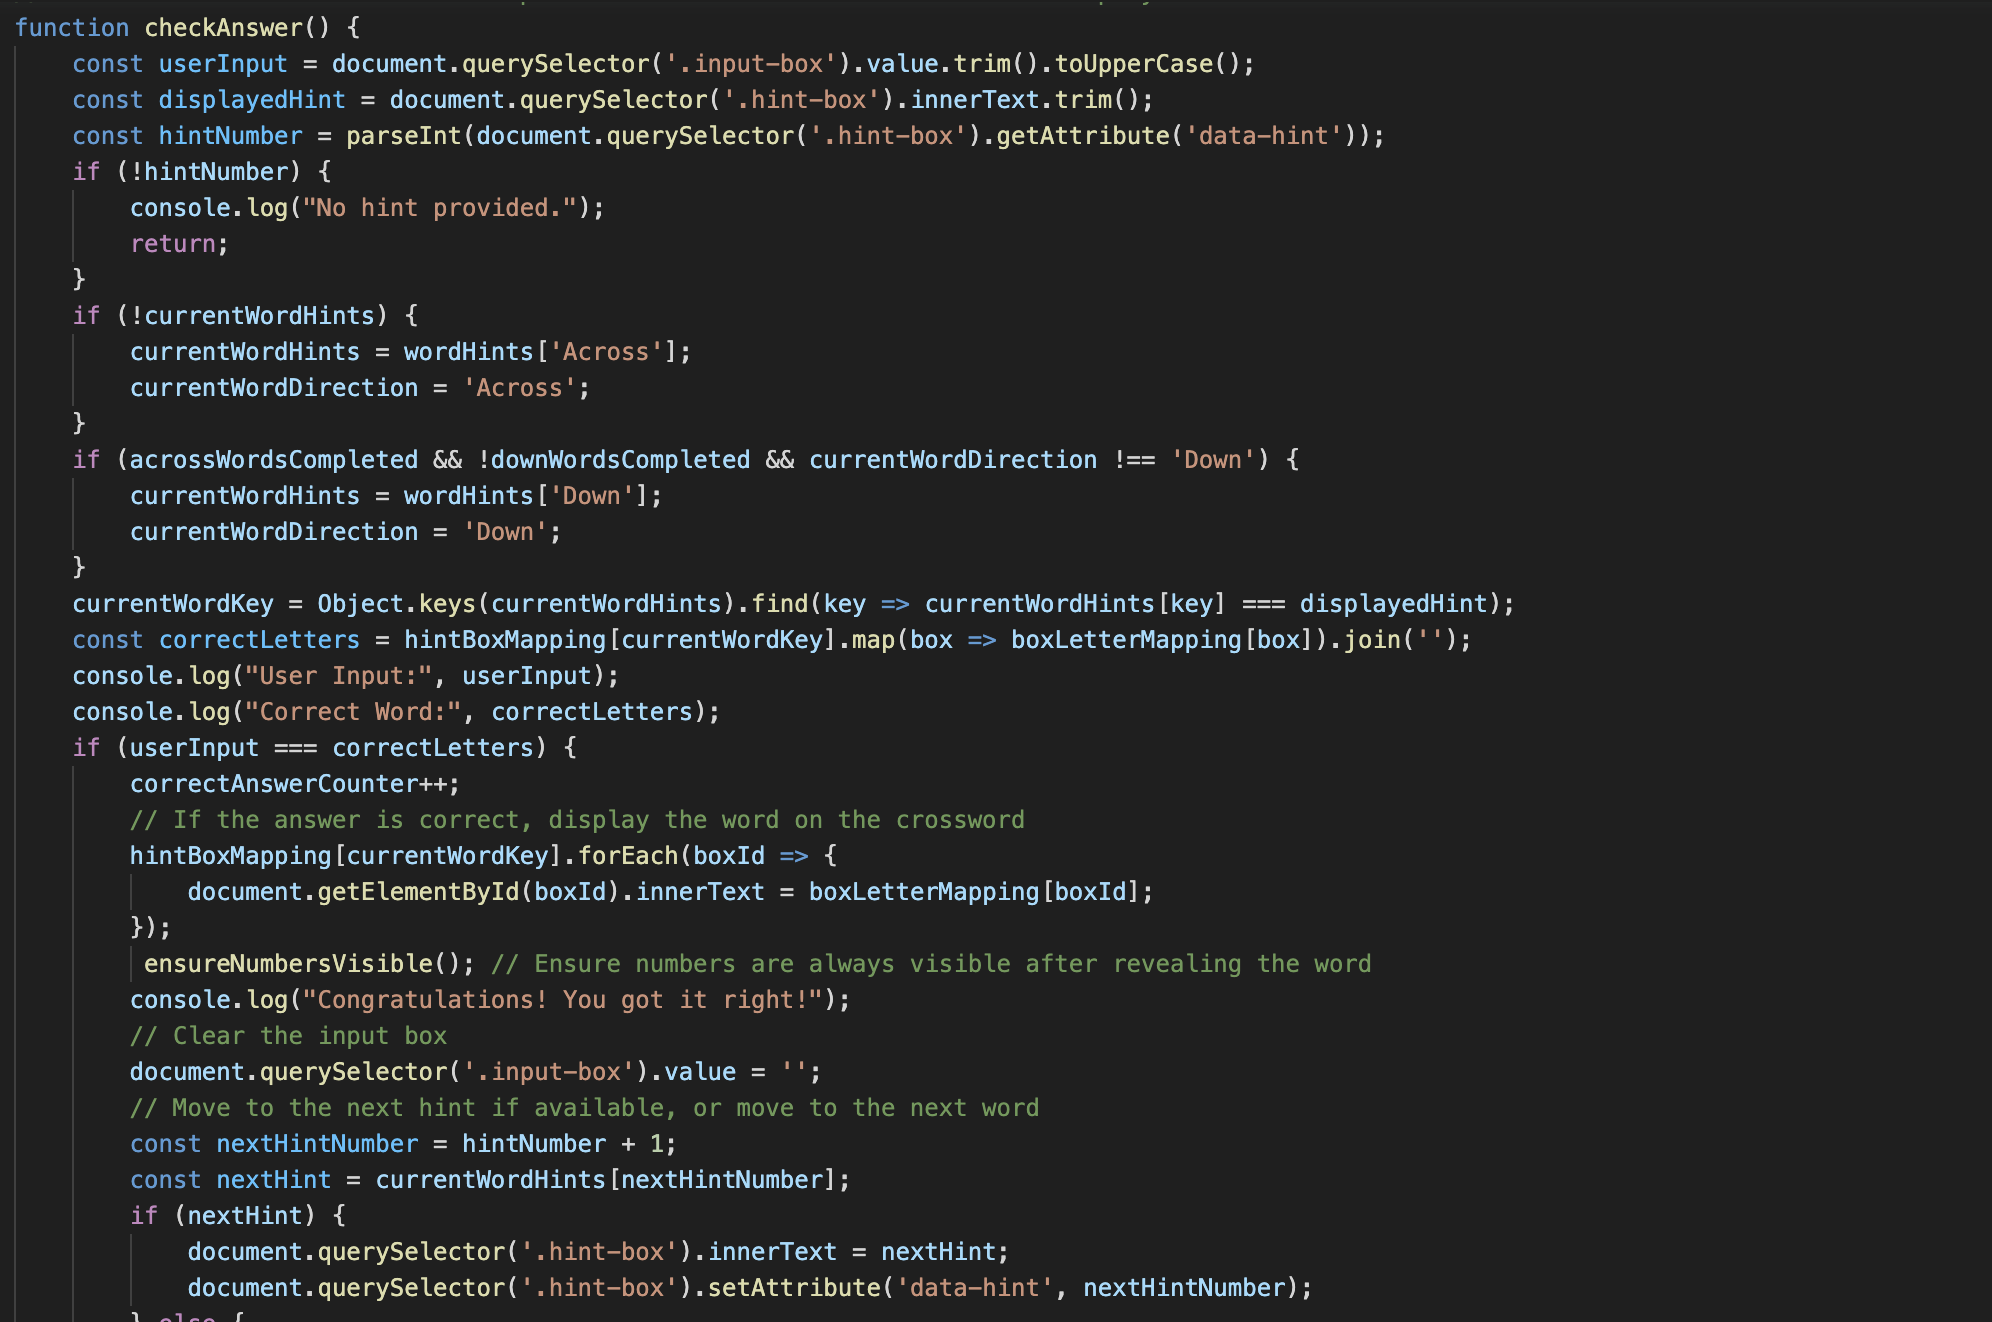 function checkAnswer() {
    const userInput = document.querySelector('.input-box').value.trim().toUpperCase();
    const displayedHint = document.querySelector('.hint-box').innerText.trim();
    const hintNumber = parseInt(document.querySelector('.hint-box').getAttribute('data-hint'));
    if (!hintNumber) {
        console.log("No hint provided.");
        return;
    }
    if (!currentWordHints) {
        currentWordHints = wordHints['Across'];
        currentWordDirection = 'Across';
    }
    if (acrossWordsCompleted && !downWordsCompleted && currentWordDirection !== 'Down') {
        currentWordHints = wordHints['Down'];
        currentWordDirection = 'Down';
    }
    currentWordKey = Object.keys(currentWordHints).find(key => currentWordHints[key] === displayedHint);
    const correctLetters = hintBoxMapping[currentWordKey].map(box => boxLetterMapping[box]).join('');
    console.log("User Input:", userInput);
    console.log("Correct Word:", correctLetters);
    if (userInput === correctLetters) {
        correctAnswerCounter++;
        // If the answer is correct, display the word on the crossword
        hintBoxMapping[currentWordKey].forEach(boxId => {
            document.getElementById(boxId).innerText = boxLetterMapping[boxId];
        });
         ensureNumbersVisible(); // Ensure numbers are always visible after revealing the word
        console.log("Congratulations! You got it right!");
        // Clear the input box
        document.querySelector('.input-box').value = '';
        // Move to the next hint if available, or move to the next word
        const nextHintNumber = hintNumber + 1;
        const nextHint = currentWordHints[nextHintNumber];
        if (nextHint) {
            document.querySelector('.hint-box').innerText = nextHint;
            document.querySelector('.hint-box').setAttribute('data-hint', nextHintNumber);
        } else {